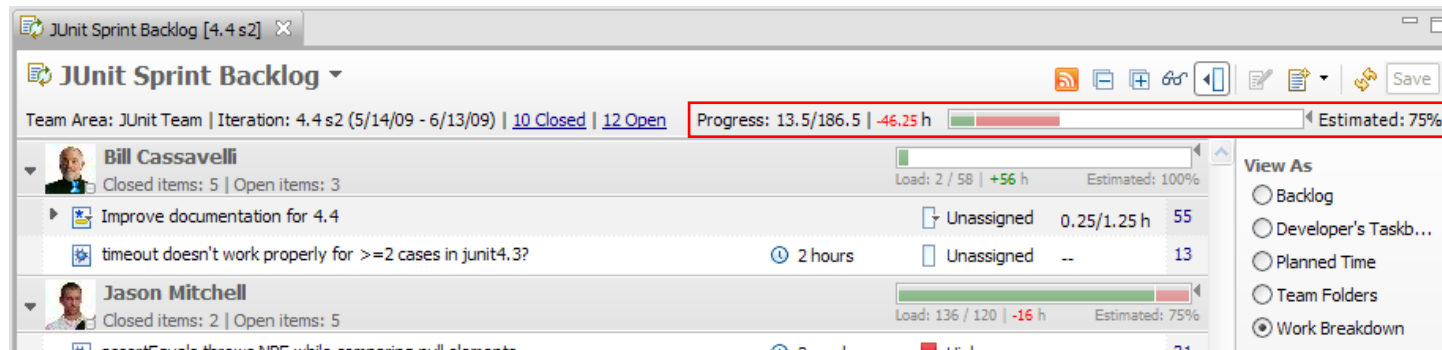 JUnit Sprint Backlog [4.4 s2]
JUnit Sprint Backlog
Save
Team Area: JUnit Team | Iteration: 4.4 s2 (5/14/09 - 6/13/09) | 10 Closed | 12 Open Progress: 13.5/186.5 | -46.25 h Estimated: 75%
Bill Cassavelli
Closed items: 5 | Open items: 3
Load: 2 / 58 | +56 h Estimated: 100%
Improve documentation for 4.4 Unassigned 0.25/1.25 h 55
timeout doesn't work properly for >=2 cases in junit4.3? 2 hours Unassigned -- 13
Jason Mitchell
Closed items: 2 | Open items: 5
Load: 136 / 120 | -16 h Estimated: 75%
View As
Backlog
Developer's Taskb...
Planned Time
Team Folders
Work Breakdown